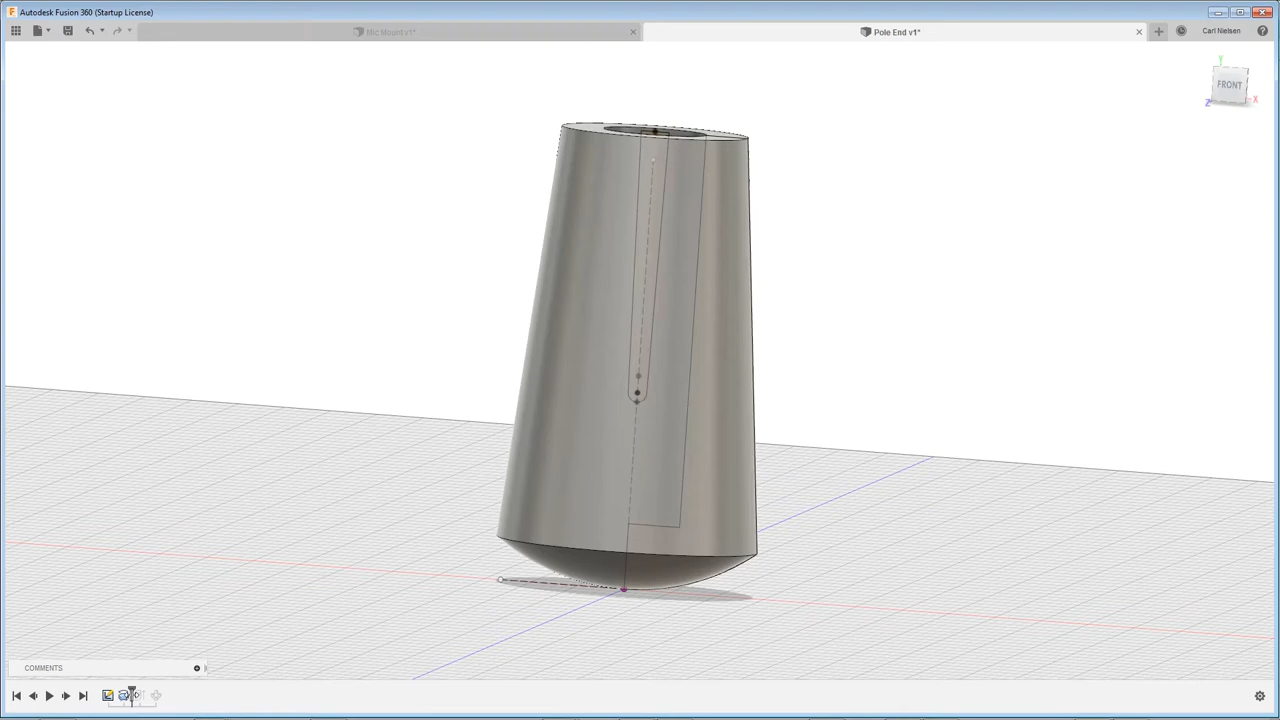 Autodesk Fusion 360 (Startup License)
Mic Mount v1*
Pole End v1*
Carl Nielsen
Y
FRONT
Z
X
COMMENTS